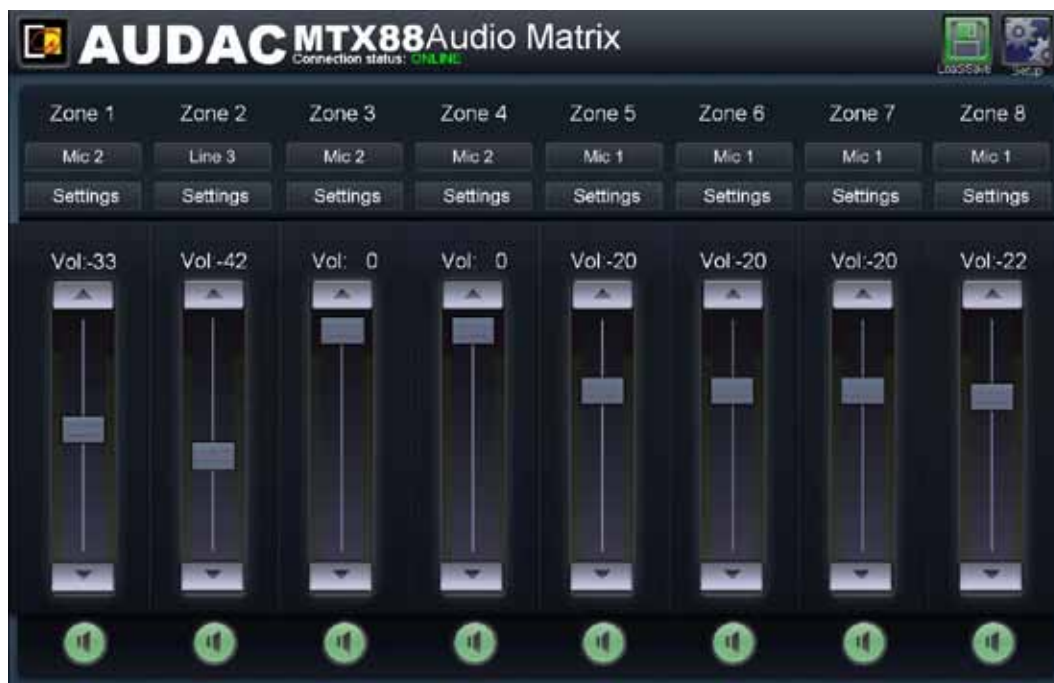 AUDAC MTX88 Audio Matrix
Connection status: ONLINE
Load&Save Setup
Zone 1 Zone 2 Zone 3 Zone 4 Zone 5 Zone 6 Zone 7 Zone 8
Mic 2 Line 3 Mic 2 Mic 2 Mic 1 Mic 1 Mic 1 Mic 1
Settings Settings Settings Settings Settings Settings Settings Settings
Vol:-33 Vol:-42 Vol: 0 Vol: 0 Vol:-20 Vol:-20 Vol:-20 Vol:-22